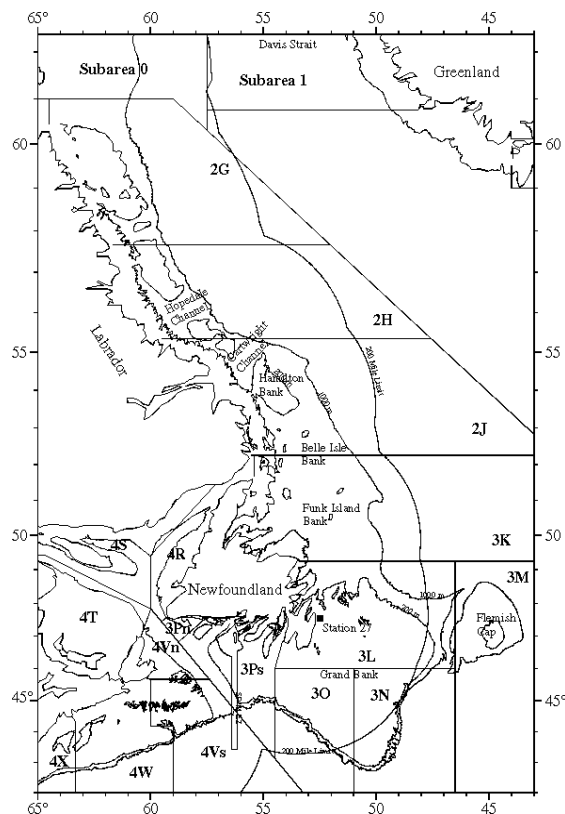 65° 60 55 50 45
Davis Strait
Subarea 0
Subarea 1
Greenland
60
60
2G
Hopedale
Channel
2H
Cartwright
Channel
55
55
Labrador
200 Mile Limit
Hamilton
Bank
1000 m
2J
Belle Isle
Bank
Funk Island
Bank
50
50
4S
4R
3K
3M
Newfoundland
1000 m
200 m
Flemish
Cap
4T
3Pn
Station 27
4Vn
3L
3Ps
Grand Bank
3O
3N
45°
45°
4Vs
200 Mile Limit
4X
4W
65° 60 55 50 45